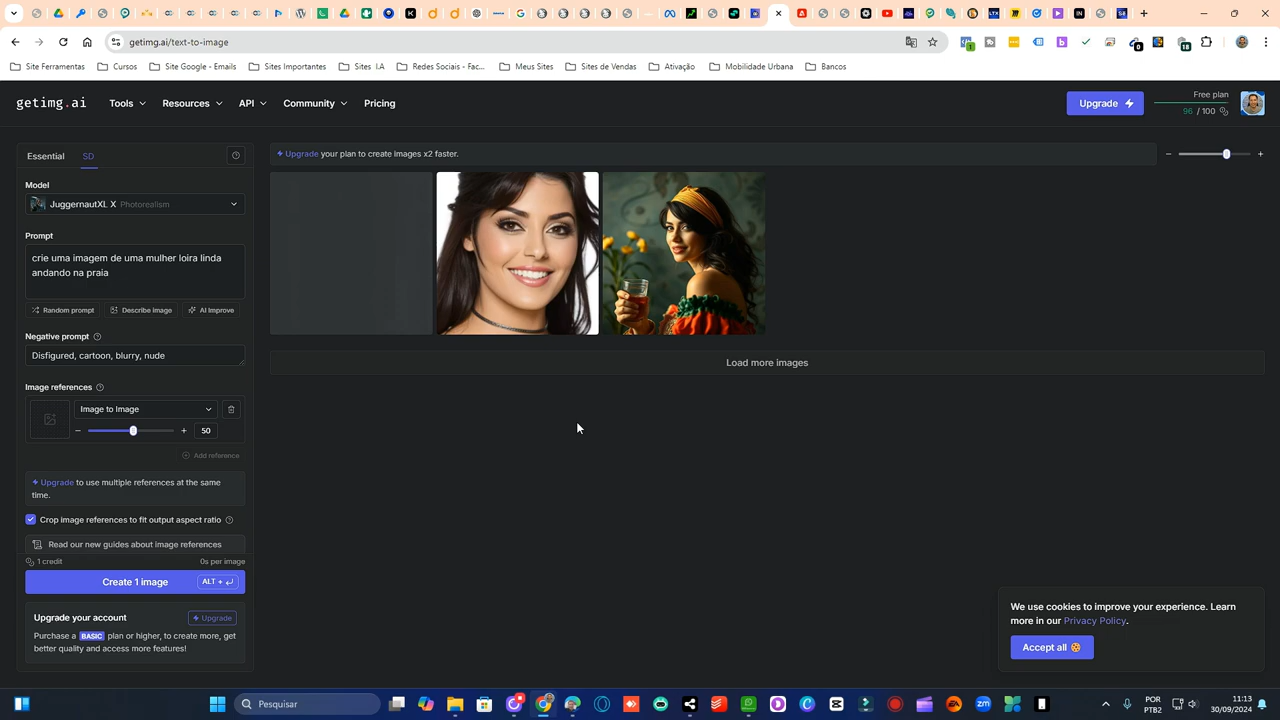 getimg.ai/text-to-image
Site Ferramentas
Cursos
Site Google - Emails
Sites Importantes
Sites I.A
Redes Sociais - Fac...
Meus Sites
Sites de Vendas
Ativação
Mobilidade Urbana
Bancos
getimg.ai
Tools
Resources
API
Community
Pricing
Upgrade
Free plan
96 / 100
Essential
SD
Upgrade your plan to create images x2 faster.
Model
JuggernautXL X Photorealism
Prompt
crie uma imagem de uma mulher loira linda
andando na praia
Random prompt
Describe image
AI Improve
Negative prompt
Disfigured, cartoon, blurry, nude
Load more images
Image references
Image to Image
50
Add reference
Upgrade to use multiple references at the same
time.
Crop image references to fit output aspect ratio
Read our new guides about image references
1 credit
0s per image
Create 1 image
ALT +
Upgrade your account
Upgrade
Purchase a BASIC plan or higher, to create more, get
better quality and access more features!
We use cookies to improve your experience. Learn
more in our Privacy Policy.
Accept all
Pesquisar
POR
PTB2
11:13
30/09/2024